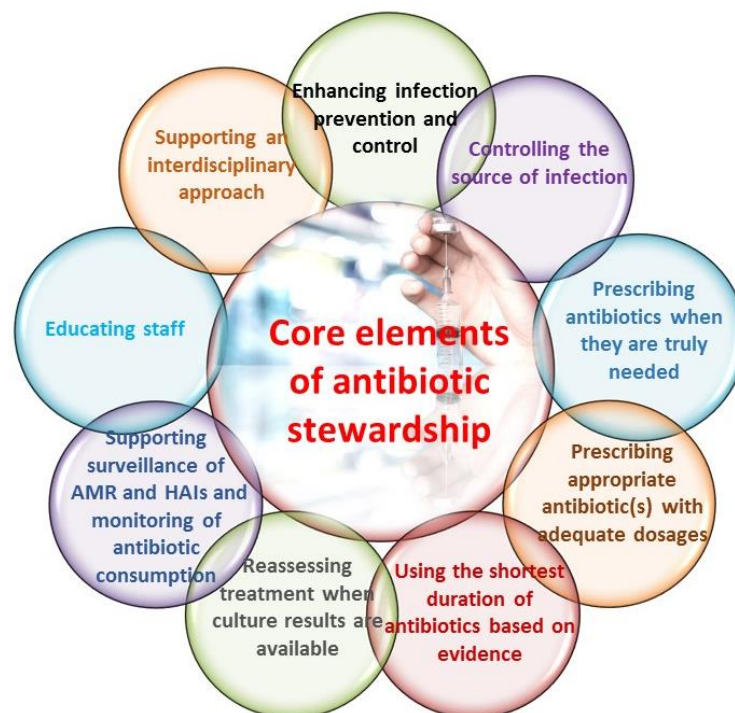 Enhancing infection
prevention and
control
Controlling the
source of infection
Prescribing
antibiotics when
they are truly
needed
Prescribing
appropriate
antibiotic(s) with
adequate dosages
Using the shortest
duration of
antibiotics based on
evidence
Reassessing
treatment when
culture results are
available
Supporting
surveillance of
AMR and HAIs and
monitoring of
antibiotic
consumption
Educating staff
Supporting an
interdisciplinary
approach
Core elements
of antibiotic
stewardship